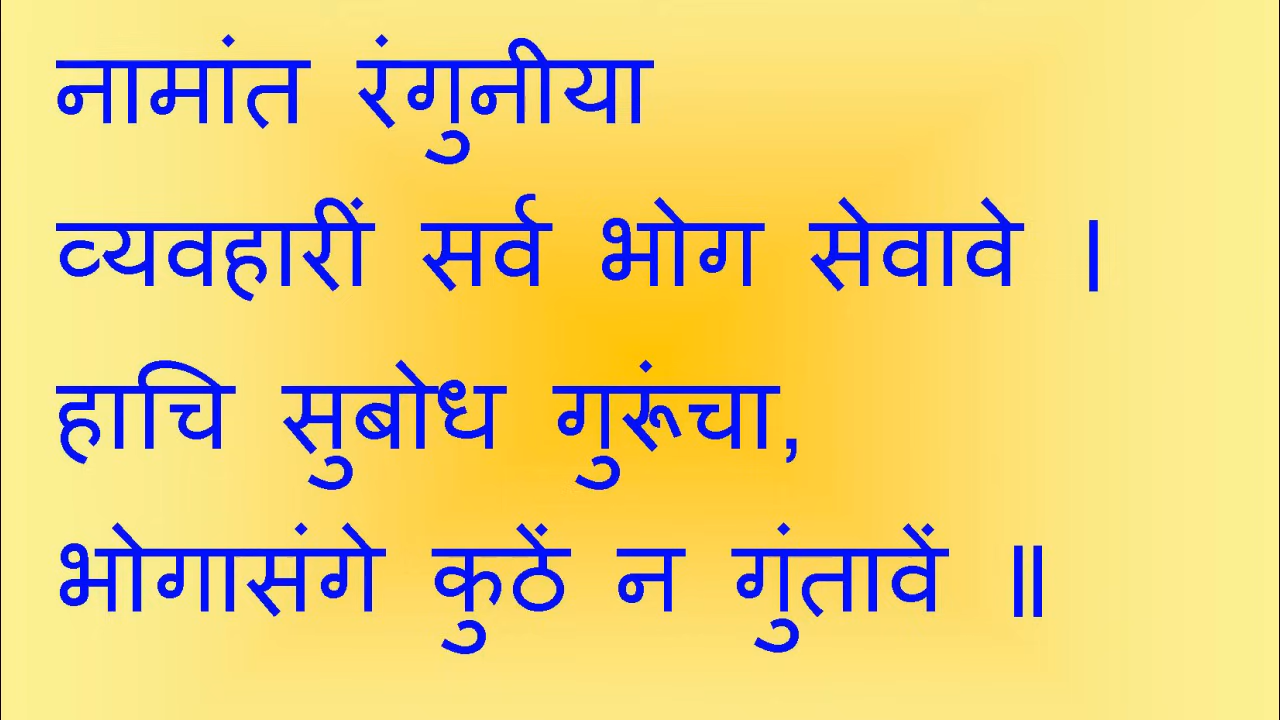 नामांत रंगुनीया
व्यवहारीं सर्व भोग सेवावे ।
हाचि सुबोध गुरूंचा,
भोगासंगे कुठें न गुंतावें ॥